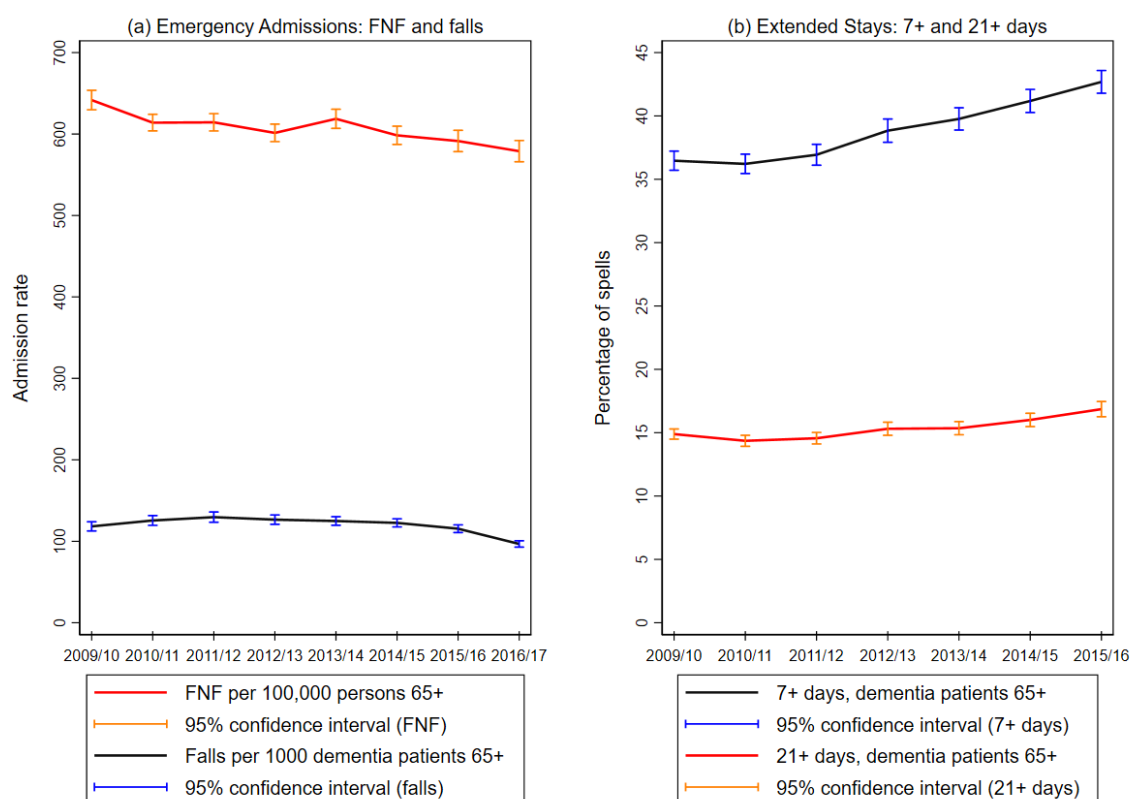 (a) Emergency Admissions: FNF and falls
Admission rate
700
600
500
400
300
200
100
0
2009/10 2010/11 2011/12 2012/13 2013/14 2014/15 2015/16 2016/17
FNF per 100,000 persons 65+
95% confidence interval (FNF)
Falls per 1000 dementia patients 65+
95% confidence interval (falls)
(b) Extended Stays: 7+ and 21+ days
Percentage of spells
45
40
35
30
25
20
15
10
5
0
2009/10 2010/11 2011/12 2012/13 2013/14 2014/15 2015/16
7+ days, dementia patients 65+
95% confidence interval (7+ days)
21+ days, dementia patients 65+
95% confidence interval (21+ days)